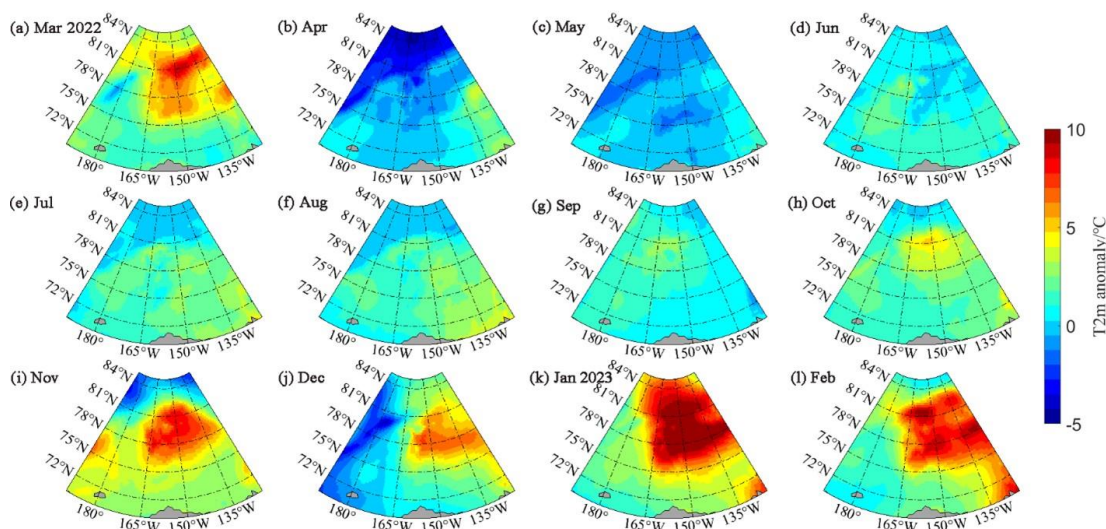 (a) Mar 2022
84°N
81°N
78°N
75°N
72°N
180°
165°W
150°W
135°W
(b) Apr
84°N
81°N
78°N
75°N
72°N
180°
165°W
150°W
135°W
(c) May
84°N
81°N
78°N
75°N
72°N
180°
165°W
150°W
135°W
(d) Jun
84°N
81°N
78°N
75°N
72°N
180°
165°W
150°W
135°W
(e) Jul
84°N
81°N
78°N
75°N
72°N
180°
165°W
150°W
135°W
(f) Aug
84°N
81°N
78°N
75°N
72°N
180°
165°W
150°W
135°W
(g) Sep
84°N
81°N
78°N
75°N
72°N
180°
165°W
150°W
135°W
(h) Oct
84°N
81°N
78°N
75°N
72°N
180°
165°W
150°W
135°W
(i) Nov
84°N
81°N
78°N
75°N
72°N
180°
165°W
150°W
135°W
(j) Dec
84°N
81°N
78°N
75°N
72°N
180°
165°W
150°W
135°W
(k) Jan 2023
84°N
81°N
78°N
75°N
72°N
180°
165°W
150°W
135°W
(l) Feb
84°N
81°N
78°N
75°N
72°N
180°
165°W
150°W
135°W
10
5
0
-5
T2m anomaly/°C